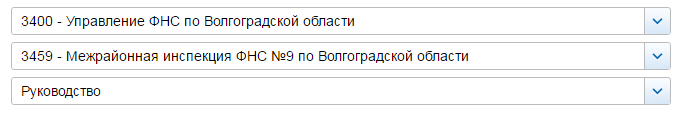 3400 - Управление ФНС по Волгоградской области
3459 - Межрайонная инспекция ФНС №9 по Волгоградской области
Руководство